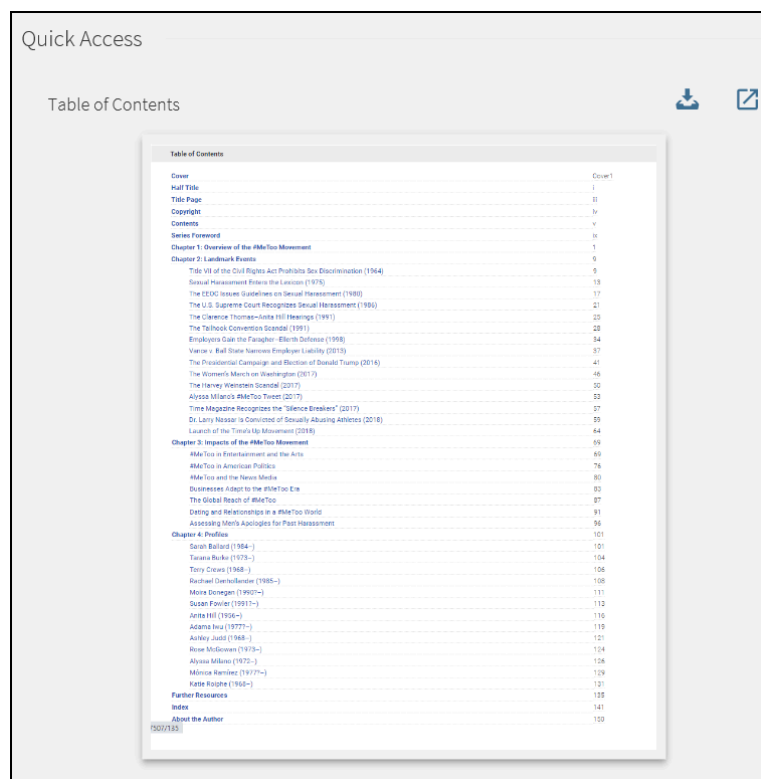 Quick Access
Table of Contents
Table of Contents
Cover Cover1
Half Title i
Title Page iii
Copyright iv
Contents v
Series Foreword ix
Chapter 1: Overview of the #MeToo Movement 1
Chapter 2: Landmark Events 9
Title VII of the Civil Rights Act Prohibits Sex Discrimination (1964) 9
Sexual Harassment Enters the Lexicon (1975) 13
The EEOC Issues Guidelines on Sexual Harassment (1980) 17
The U.S. Supreme Court Recognizes Sexual Harassment (1986) 21
The Clarence Thomas–Anita Hill Hearings (1991) 25
The Tailhook Convention Scandal (1991) 28
Employers Gain the Faragher–Ellerth Defense (1998) 34
Vance v. Ball State Narrows Employer Liability (2013) 37
The Presidential Campaign and Election of Donald Trump (2016) 41
The Women's March on Washington (2017) 46
The Harvey Weinstein Scandal (2017) 50
Alyssa Milano's #MeToo Tweet (2017) 53
Time Magazine Recognizes the "Silence Breakers" (2017) 57
Dr. Larry Nassar Is Convicted of Sexually Abusing Athletes (2018) 59
Launch of the Time's Up Movement (2018) 64
Chapter 3: Impacts of the #MeToo Movement 69
#MeToo in Entertainment and the Arts 69
#MeToo in American Politics 76
#MeToo and the News Media 80
Businesses Adapt to the #MeToo Era 83
The Global Reach of #MeToo 87
Dating and Relationships in a #MeToo World 91
Assessing Men's Apologies for Past Harassment 96
Chapter 4: Profiles 101
Sarah Ballard (1984–) 101
Tarana Burke (1973–) 104
Terry Crews (1968–) 106
Rachael Denhollander (1985–) 108
Moira Donegan (1990?–) 111
Susan Fowler (1991?–) 113
Anita Hill (1956–) 116
Adama Iwu (1977?–) 119
Ashley Judd (1968–) 121
Rose McGowan (1973–) 124
Alyssa Milano (1972–) 126
Mónica Ramírez (1977?–) 129
Katie Roiphe (1968–) 131
Further Resources 135
Index 141
About the Author 150
7507/185